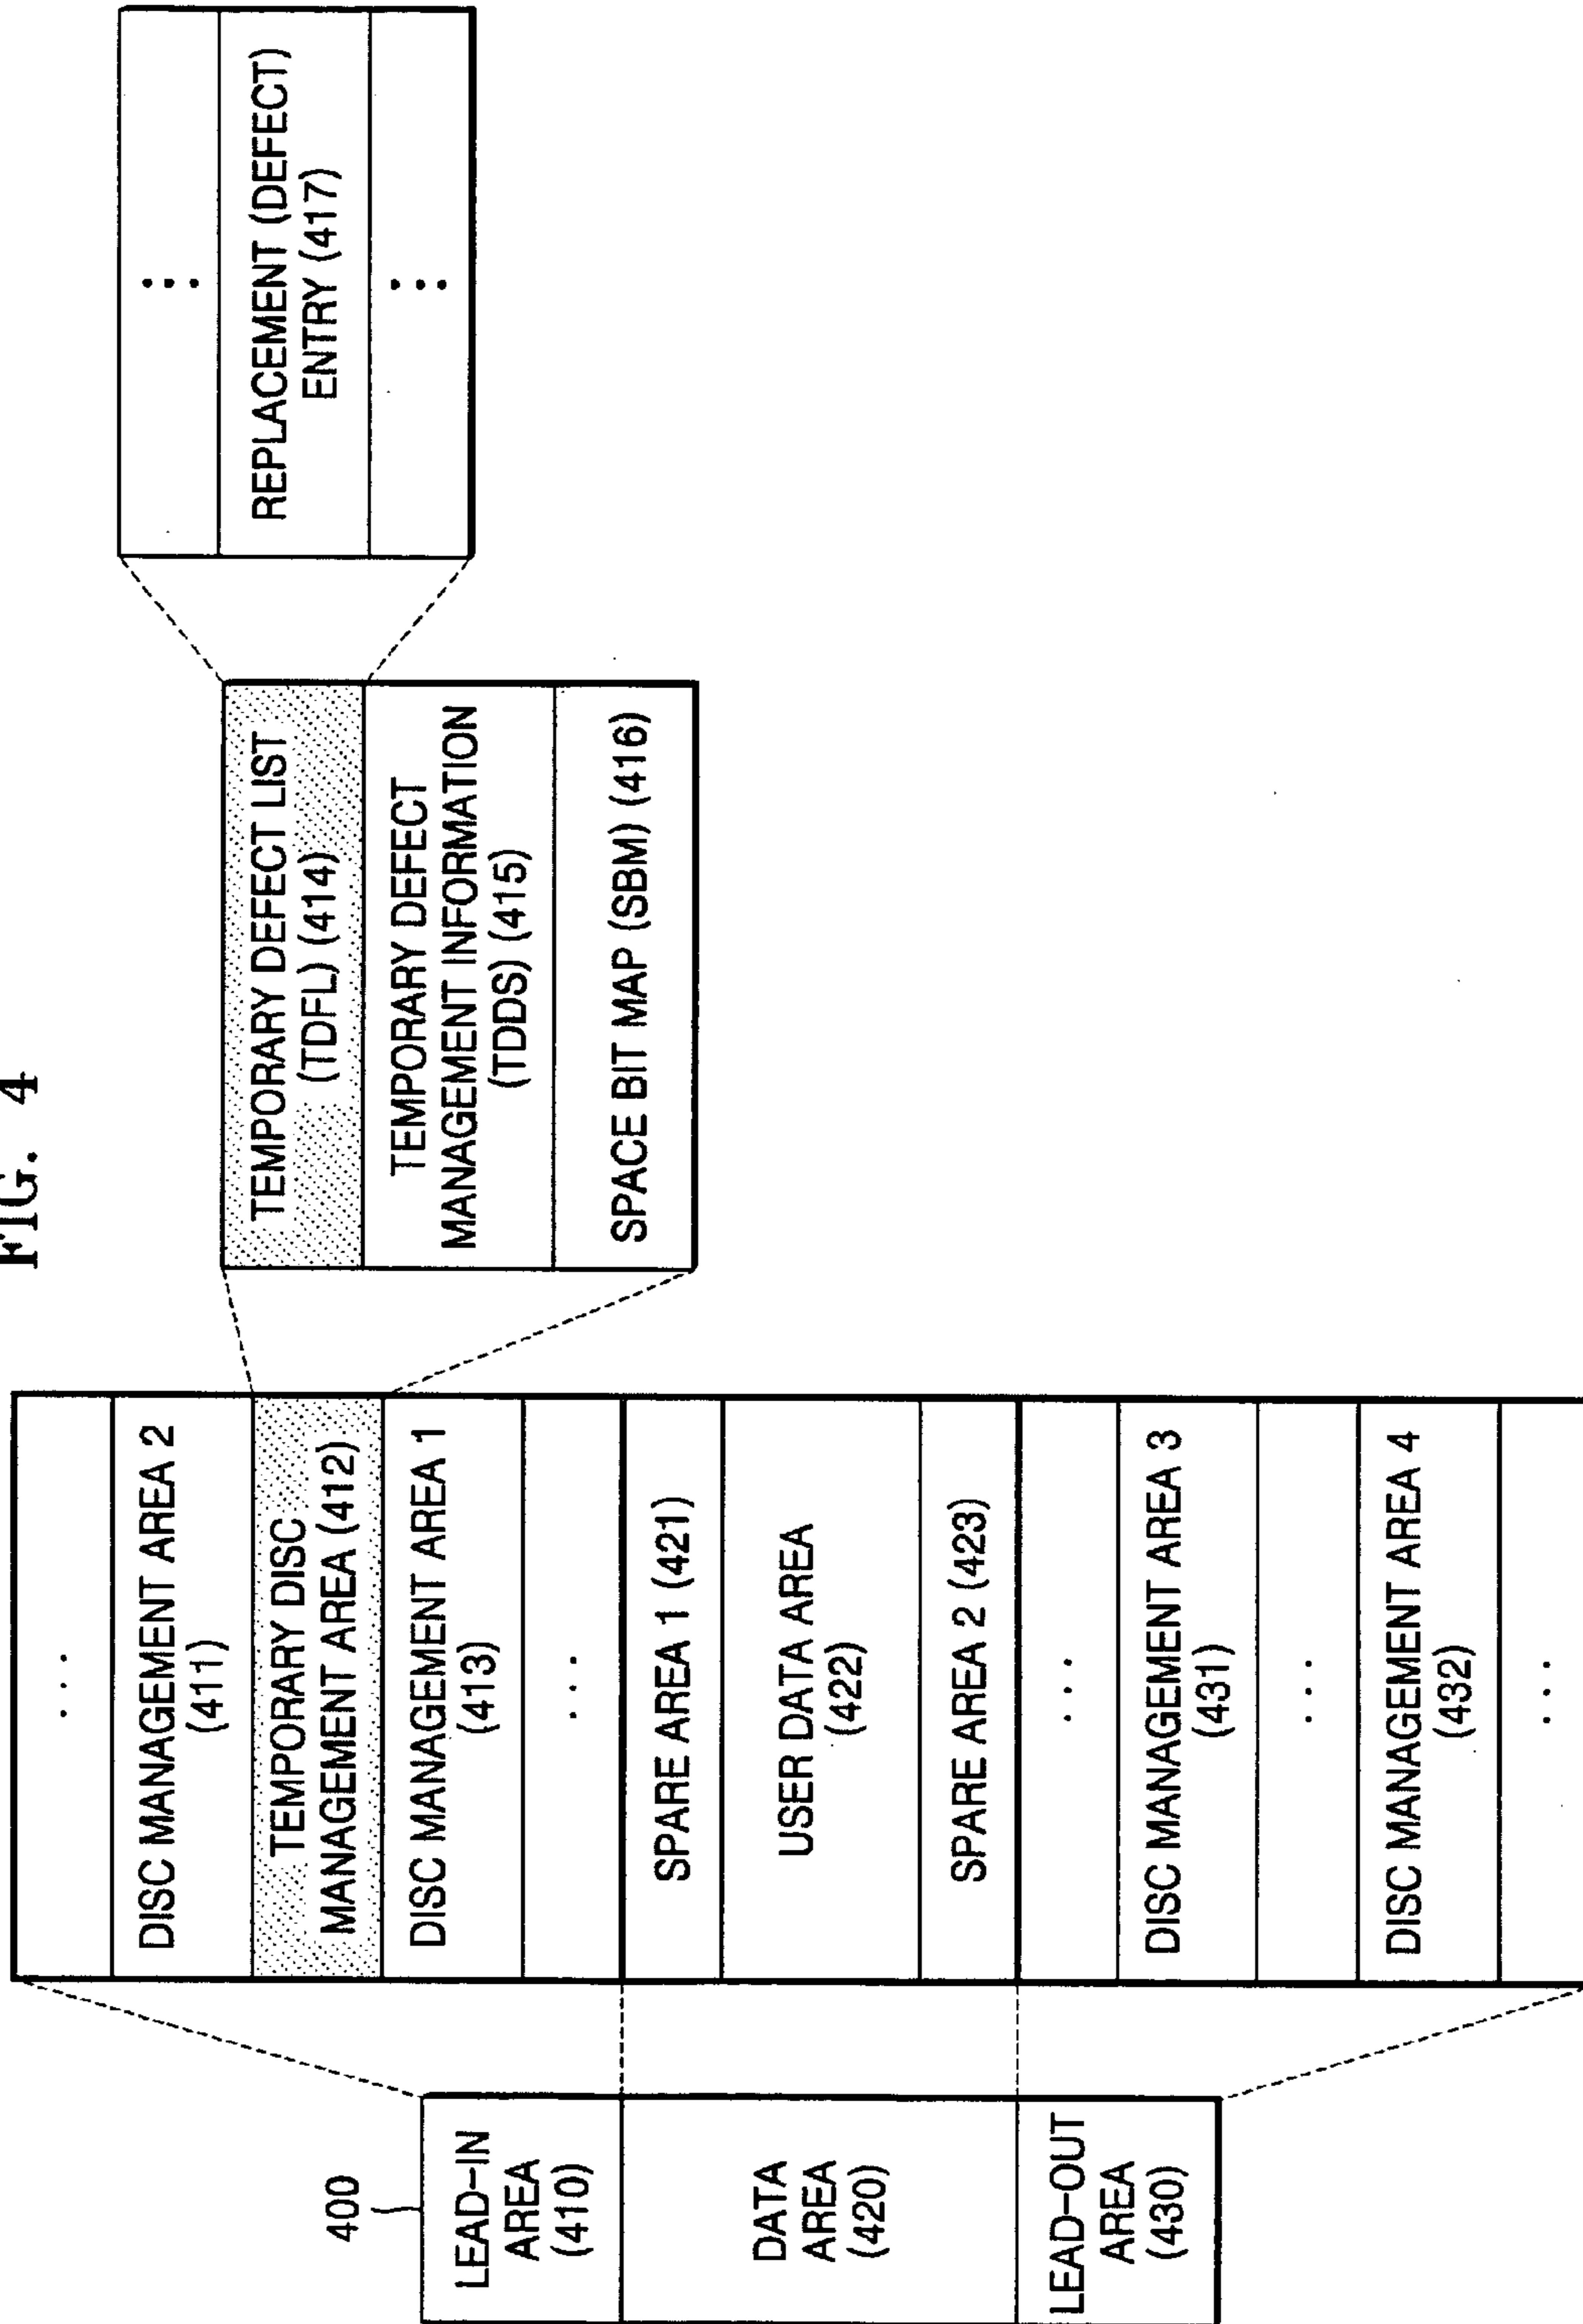 FIG. 4
400
LEAD-IN
AREA
(410)
DATA
AREA
(420)
LEAD-OUT
AREA
(430)
...
DISC MANAGEMENT AREA 2
(411)
TEMPORARY DISC
MANAGEMENT AREA (412)
DISC MANAGEMENT AREA 1
(413)
...
SPARE AREA 1 (421)
USER DATA AREA
(422)
SPARE AREA 2 (423)
...
DISC MANAGEMENT AREA 3
(431)
...
DISC MANAGEMENT AREA 4
(432)
...
TEMPORARY DEFECT LIST
(TDFL) (414)
TEMPORARY DEFECT
MANAGEMENT INFORMATION
(TDDS) (415)
SPACE BIT MAP (SBM) (416)
...
REPLACEMENT (DEFECT)
ENTRY (417)
...